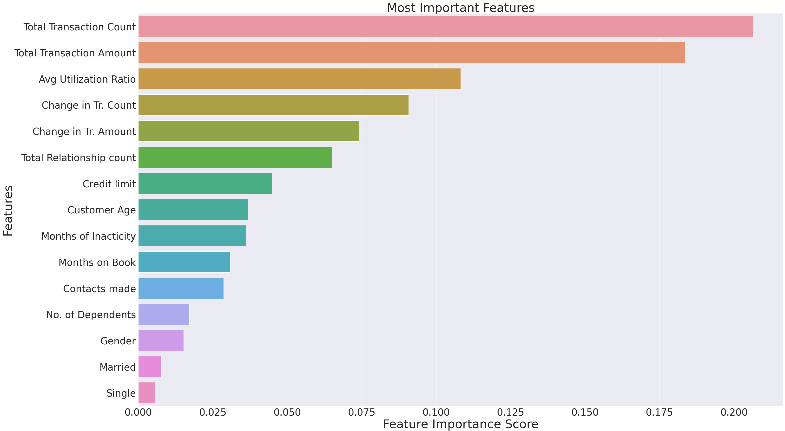 Most Important Features
Total Transaction Count
Total Transaction Amount
Avg Utilization Ratio
Change in Tr. Count
Change in Tr. Amount
Total Relationship count
Credit limit
Customer Age
Months of Inacticity
Months on Book
Contacts made
No. of Dependents
Gender
Married
Single
Features
0.000 0.025 0.050 0.075 0.100 0.125 0.150 0.175 0.200
Feature Importance Score